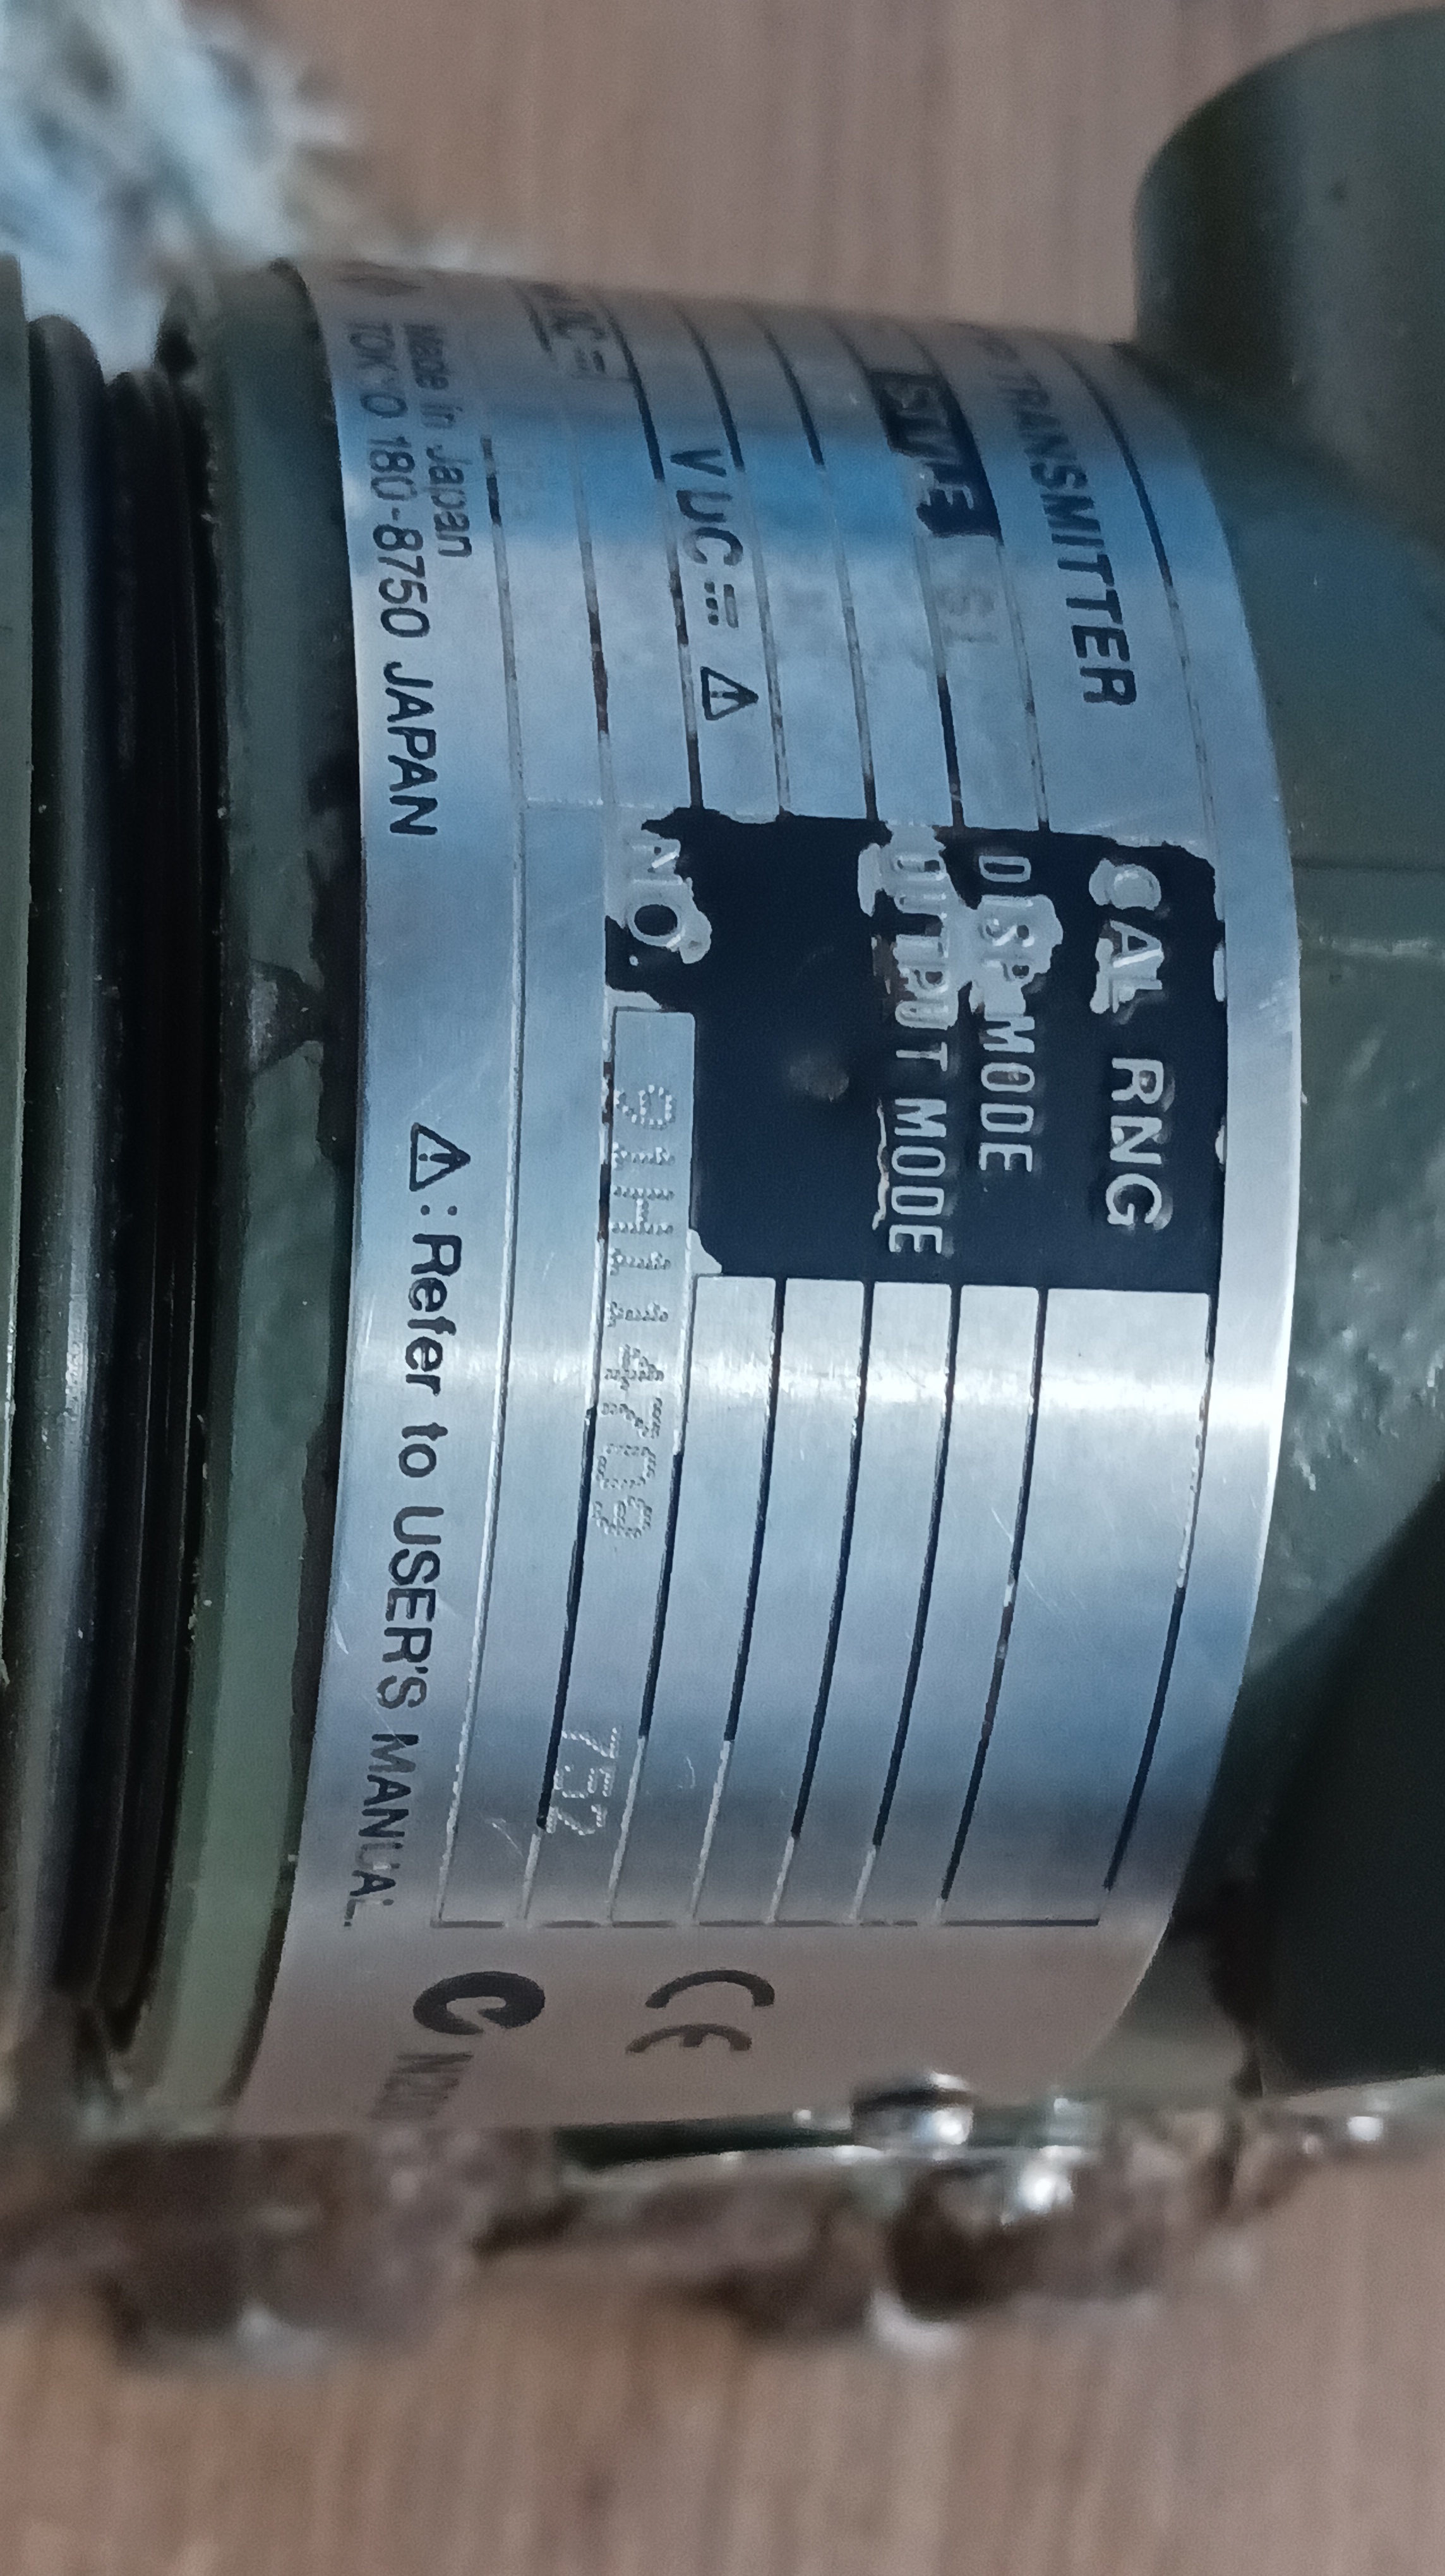 TRANSMITTER
CAL RNG
STYLE S1
DISP MODE
OUTPUT MODE
V DC ⎓ ⚠
NO.
752
Made in Japan
TOKYO 180-8750 JAPAN
⚠: Refer to USER'S MANUAL.
CE